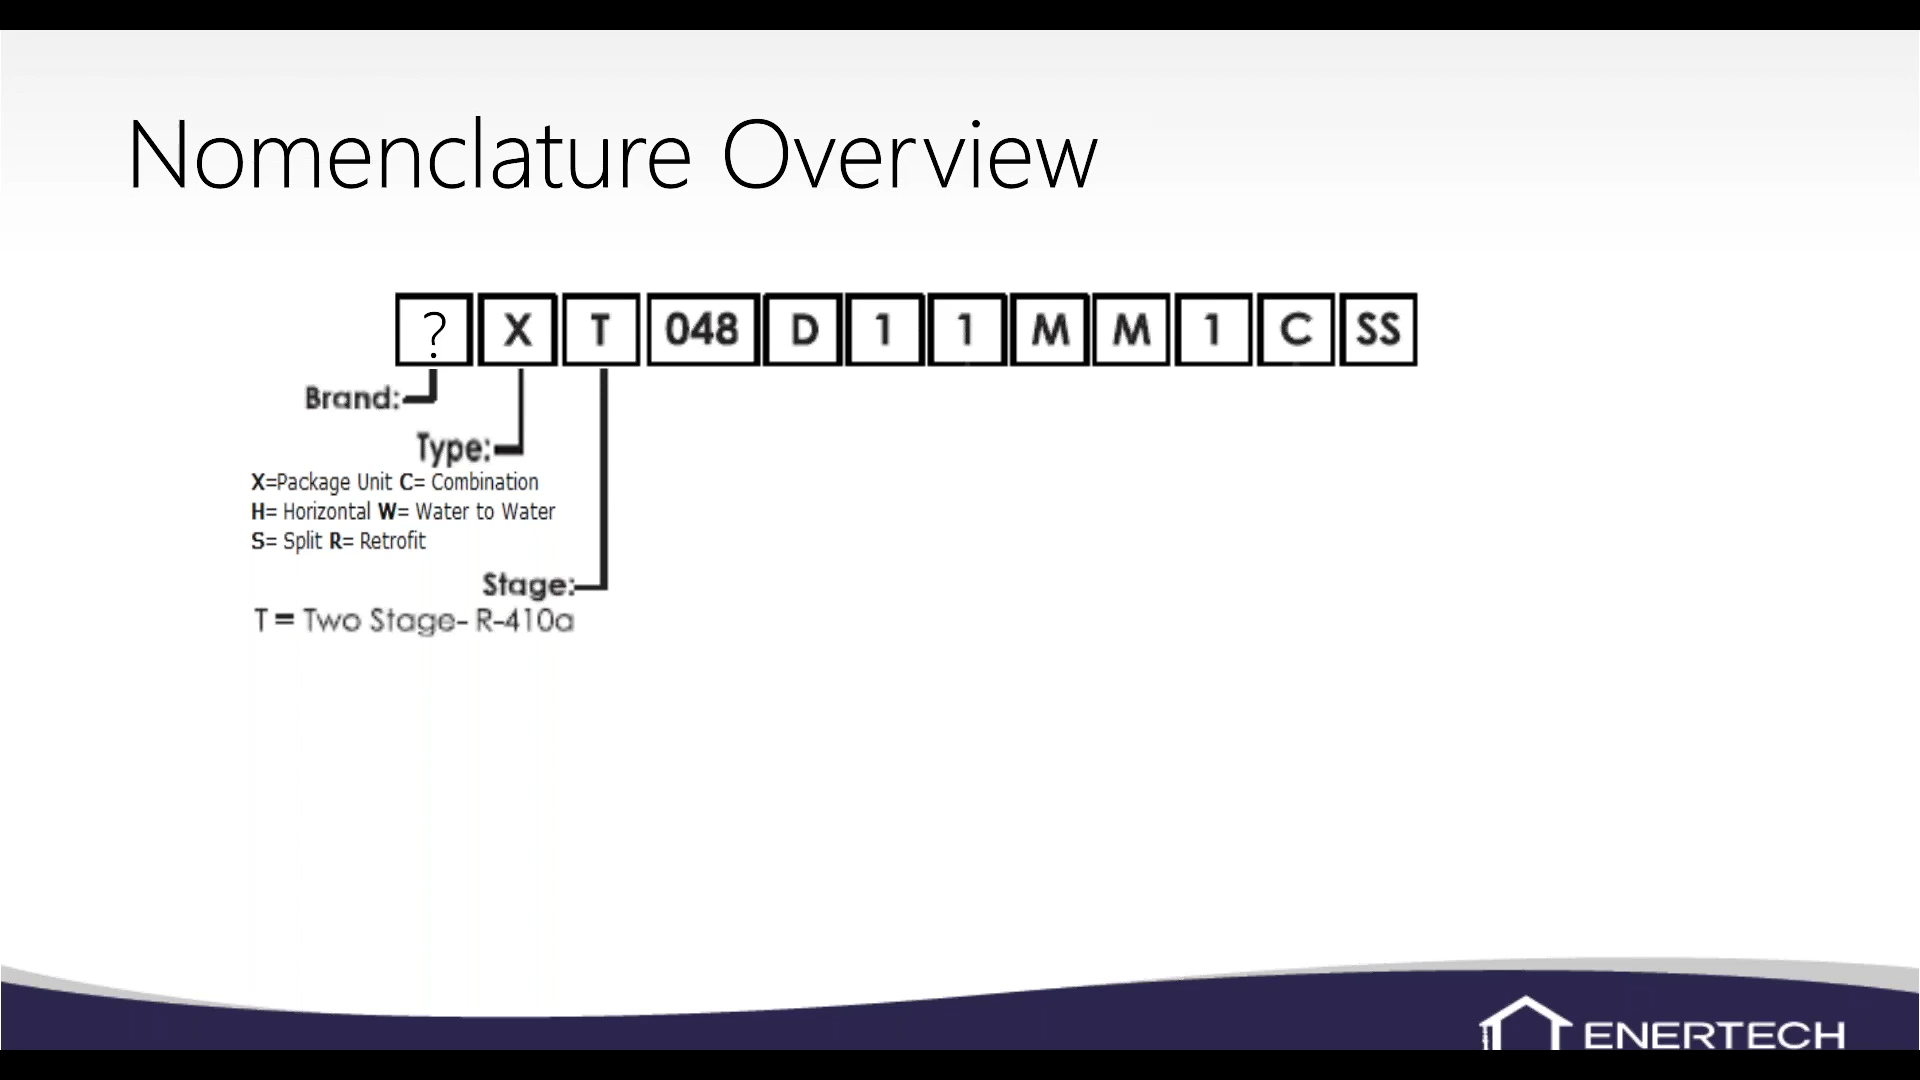 Nomenclature Overview
? X T 048 D 1 1 M M 1 C SS
Brand:
Type:
X=Package Unit C= Combination
H= Horizontal W= Water to Water
S= Split R= Retrofit
Stage:
T = Two Stage- R-410a
ENERTECH